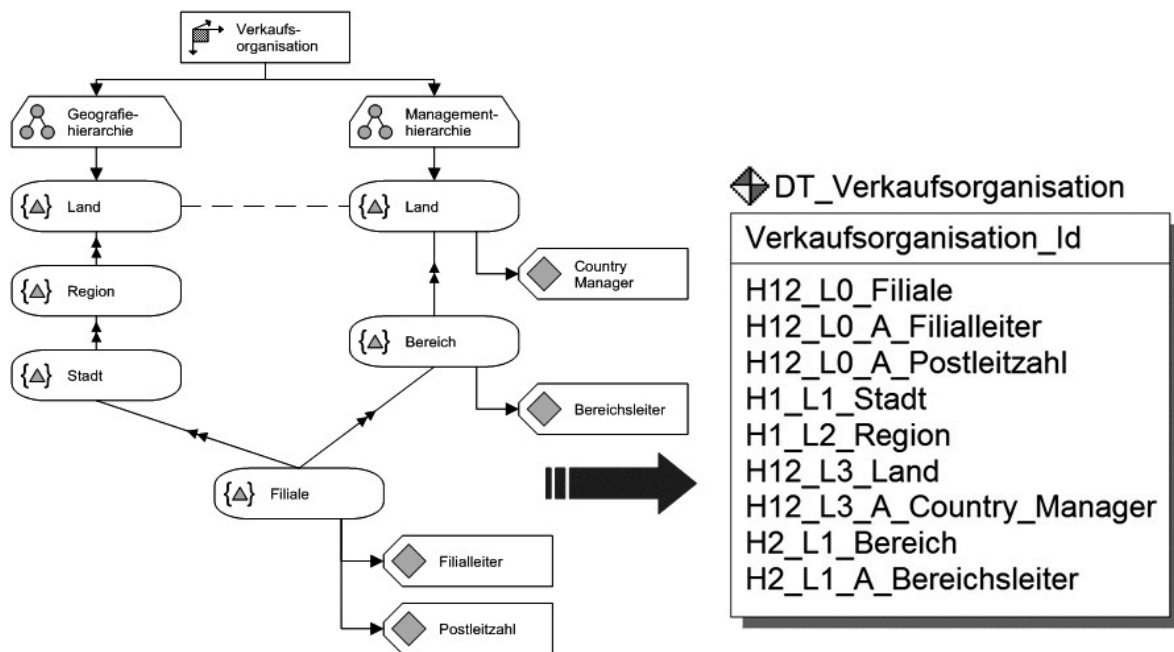 Verkaufs-
organisation
Geografie-
hierarchie
Management-
hierarchie
{ } Land
{ } Land
Country
Manager
{ } Region
{ } Bereich
{ } Stadt
Bereichsleiter
{ } Filiale
Filialleiter
Postleitzahl
DT_Verkaufsorganisation
Verkaufsorganisation_Id
H12_L0_Filiale
H12_L0_A_Filialleiter
H12_L0_A_Postleitzahl
H1_L1_Stadt
H1_L2_Region
H12_L3_Land
H12_L3_A_Country_Manager
H2_L1_Bereich
H2_L1_A_Bereichsleiter